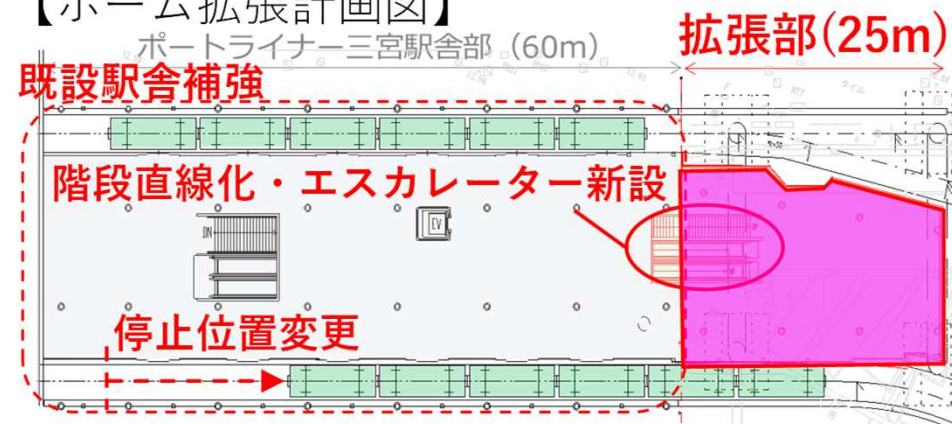 【ホーム拡張計画図】
ポートライナー三宮駅舎部（60m）
拡張部(25m)
既設駅舎補強
階段直線化・エスカレーター新設
DN
EV
停止位置変更